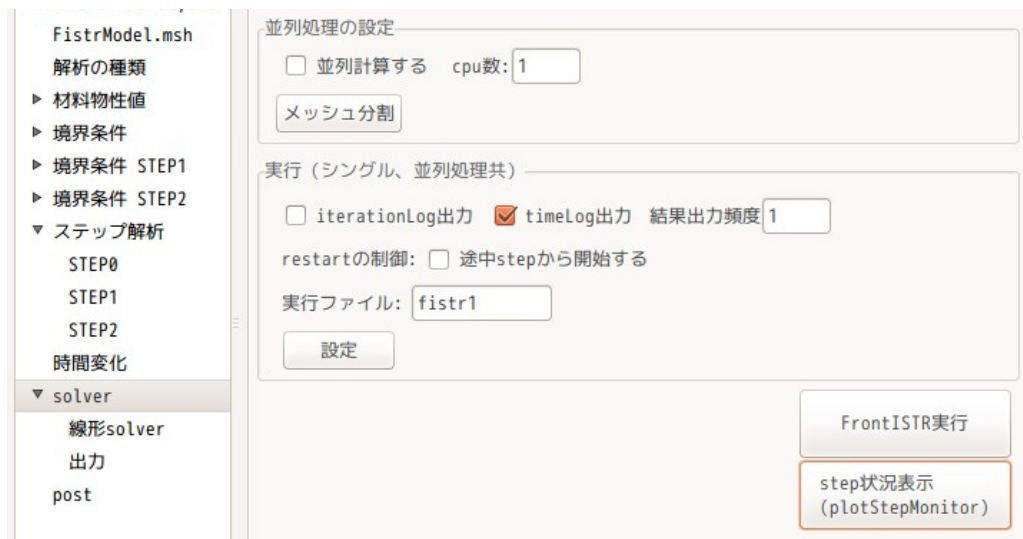 FistrModel.msh
解析の種類
材料物性値
境界条件
境界条件 STEP1
境界条件 STEP2
ステップ解析
STEP0
STEP1
STEP2
時間変化
solver
線形solver
出力
post
並列処理の設定
並列計算する cpu数: 1
メッシュ分割
実行（シングル、並列処理共）
iterationLog出力 timeLog出力 結果出力頻度 1
restartの制御: 途中stepから開始する
実行ファイル: fistr1
設定
FrontISTR実行
step状況表示
(plotStepMonitor)